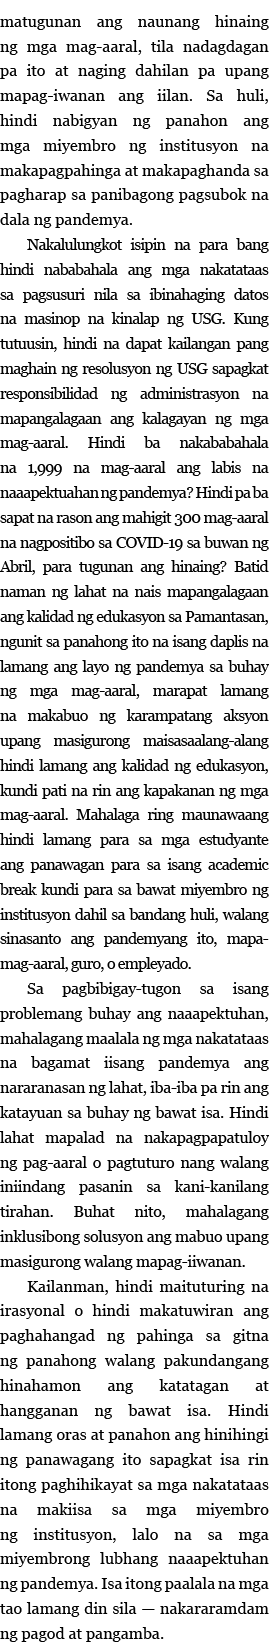 matugunan ang naunang hinaing
ng mga mag-aaral, tila nadagdagan
pa ito at naging dahilan pa upang
mapag-iwanan ang iilan. Sa huli,
hindi nabigyan ng panahon ang
mga miyembro ng institusyon na
makapagpahinga at makapaghanda sa
pagharap sa panibagong pagsubok na
dala ng pandemya.
Nakalulungkot isipin na para bang
hindi nababahala ang mga nakatataas
sa pagsusuri nila sa ibinahaging datos
na masinop na kinalap ng USG. Kung
tutuusin, hindi na dapat kailangan pang
maghain ng resolusyon ng USG sapagkat
responsibilidad ng administrasyon na
mapangalagaan ang kalagayan ng mga
mag-aaral. Hindi ba nakababahala
na 1,999 na mag-aaral ang labis na
naaapektuahan ng pandemya? Hindi pa ba
sapat na rason ang mahigit 300 mag-aaral
na nagpositibo sa COVID-19 sa buwan ng
Abril, para tugunan ang hinaing? Batid
naman ng lahat na nais mapangalagaan
ang kalidad ng edukasyon sa Pamantasan,
ngunit sa panahong ito na isang daplis na
lamang ang layo ng pandemya sa buhay
ng mga mag-aaral, marapat lamang
na makabuo ng karampatang aksyon
upang masigurong maisasaalang-alang
hindi lamang ang kalidad ng edukasyon,
kundi pati na rin ang kapakanan ng mga
mag-aaral. Mahalaga ring maunawaang
hindi lamang para sa mga estudyante
ang panawagan para sa isang academic
break kundi para sa bawat miyembro ng
institusyon dahil sa bandang huli, walang
sinasanto ang pandemyang ito, mapa-
mag-aaral, guro, o empleyado.
Sa pagbibigay-tugon sa isang
problemang buhay ang naaapektuhan,
mahalagang maalala ng mga nakatataas
na bagamat iisang pandemya ang
nararanasan ng lahat, iba-iba pa rin ang
katayuan sa buhay ng bawat isa. Hindi
lahat mapalad na nakapagpapatuloy
ng pag-aaral o pagtuturo nang walang
iniindang pasanin sa kani-kanilang
tirahan. Buhat nito, mahalagang
inklusibong solusyon ang mabuo upang
masigurong walang mapag-iiwanan.
Kailanman, hindi maituturing na
irasyonal o hindi makatuwiran ang
paghahangad ng pahinga sa gitna
ng panahong walang pakundangang
hinahamon ang katatagan at
hangganan ng bawat isa. Hindi
lamang oras at panahon ang hinihingi
ng panawagang ito sapagkat isa rin
itong paghihikayat sa mga nakatataas
na makiisa sa mga miyembro
ng institusyon, lalo na sa mga
miyembrong lubhang naaapektuhan
ng pandemya. Isa itong paalala na mga
tao lamang din sila — nakararamdam
ng pagod at pangamba.